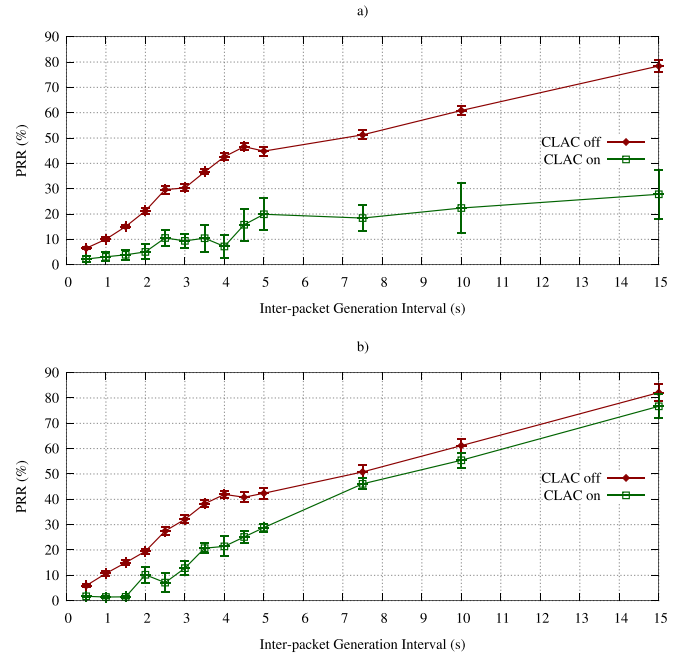 a)
90
80
70
60
50
40
30
20
10
0
PRR (%)
CLAC off
CLAC on
0 1 2 3 4 5 6 7 8 9 10 11 12 13 14 15
Inter-packet Generation Interval (s)
b)
90
80
70
60
50
40
30
20
10
0
PRR (%)
CLAC off
CLAC on
0 1 2 3 4 5 6 7 8 9 10 11 12 13 14 15
Inter-packet Generation Interval (s)